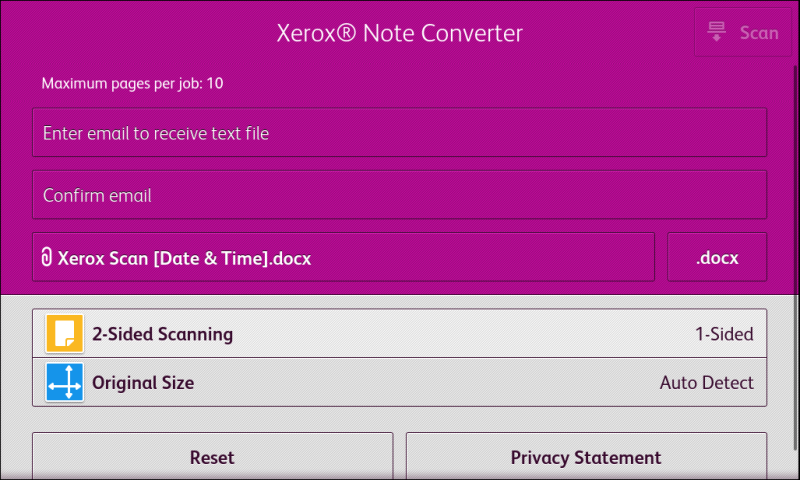 Xerox® Note Converter
Scan
Maximum pages per job: 10
Enter email to receive text file
Confirm email
Xerox Scan [Date & Time].docx
.docx
2-Sided Scanning
1-Sided
Original Size
Auto Detect
Reset
Privacy Statement